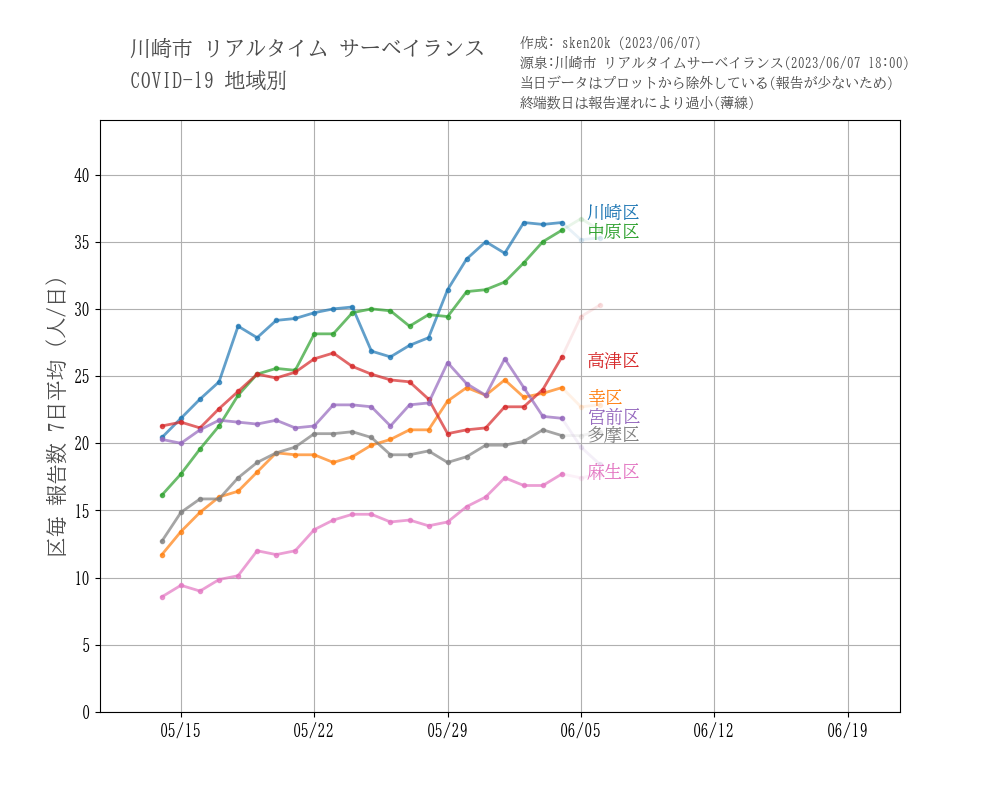 川崎市 リアルタイム サーベイランス
COVID-19 地域別
作成: sken20k (2023/06/07)
源泉:川崎市 リアルタイムサーベイランス(2023/06/07 18:00)
当日データはプロットから除外している(報告が少ないため)
終端数日は報告遅れにより過小(薄線)
区毎 報告数 7日平均 (人/日)
40
35
30
25
20
15
10
5
0
川崎区
中原区
高津区
幸区
宮前区
多摩区
麻生区
05/15
05/22
05/29
06/05
06/12
06/19